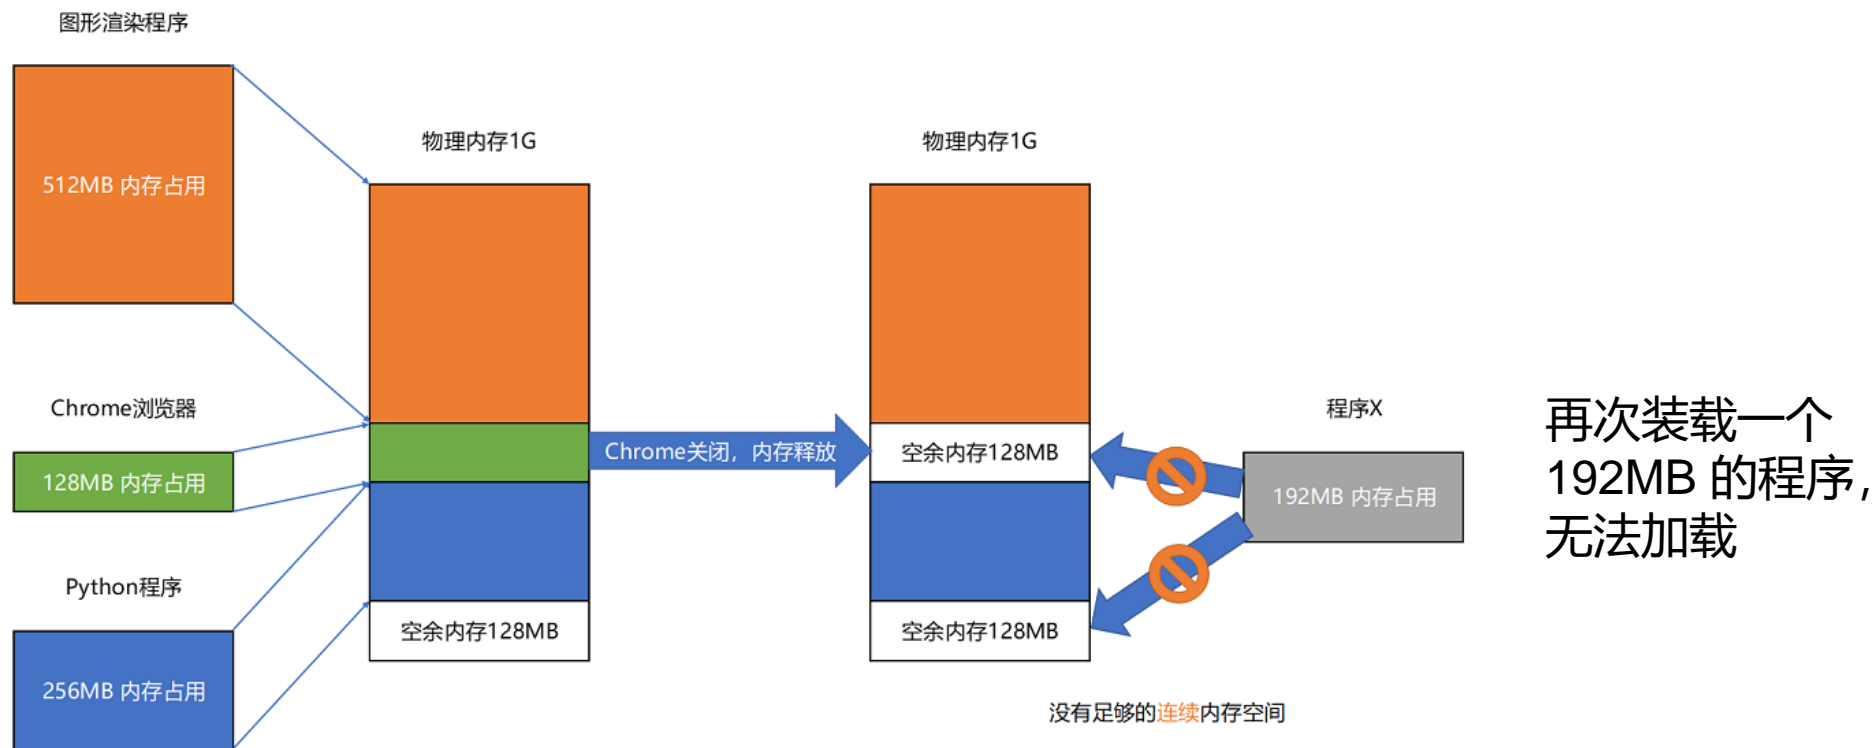 图形渲染程序
512MB 内存占用
Chrome浏览器
128MB 内存占用
Python程序
256MB 内存占用
物理内存1G
空余内存128MB
Chrome关闭，内存释放
物理内存1G
空余内存128MB
空余内存128MB
程序X
192MB 内存占用
没有足够的连续内存空间
再次装载一个
192MB 的程序，
无法加载